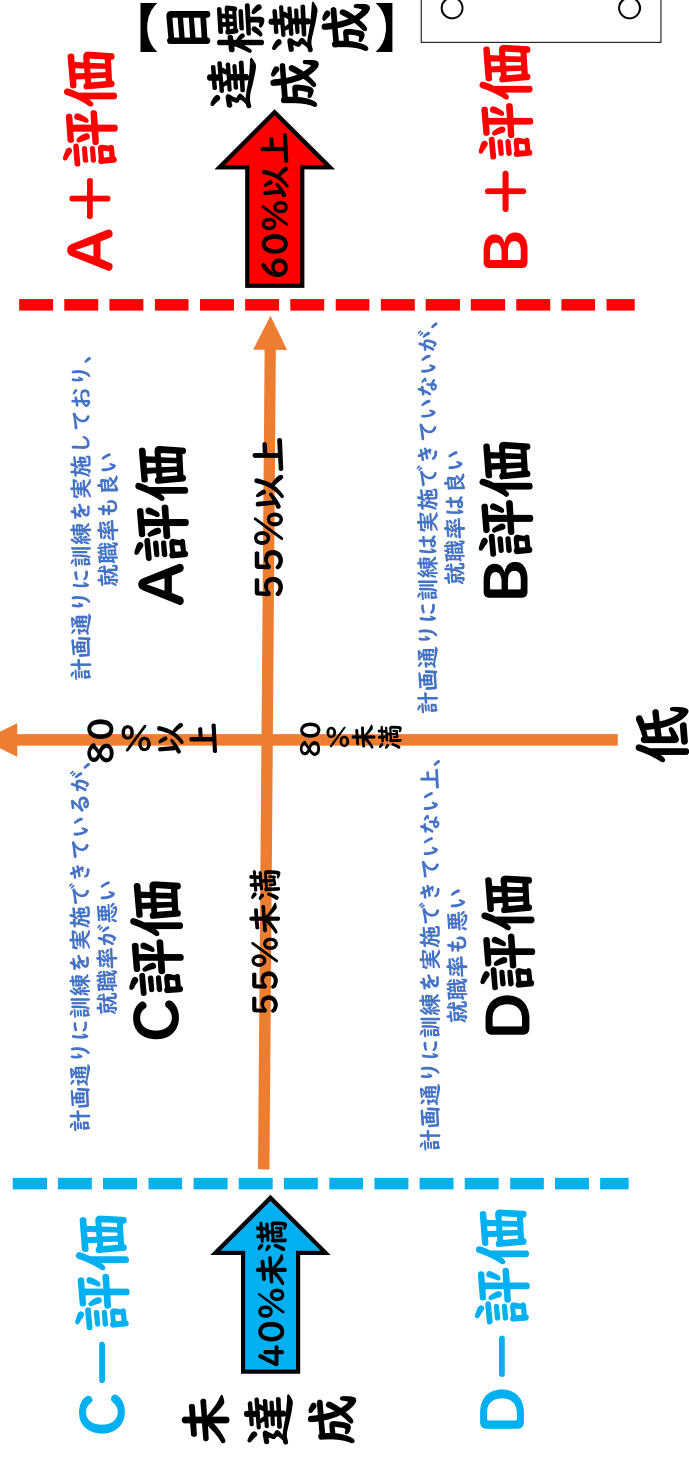 C－評価
計画通りに訓練を実施できているが、
就職率が悪い
C評価
80％以上
計画通りに訓練を実施しており、
就職率も良い
A評価
A＋評価
未達成
40％未満
55％未満
55％以上
60％以上
達成
【目標達成】
80％未満
D－評価
計画通りに訓練を実施できていない上、
就職率も悪い
D評価
計画通りに訓練は実施できていないが、
就職率は良い
B評価
B＋評価
低